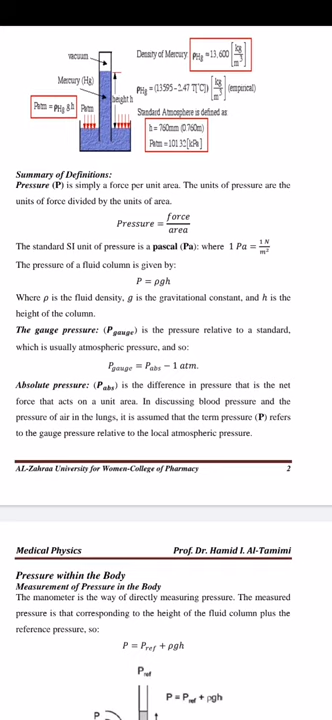 vacuum
Density of Mercury: ρHg =13,600 [kg/m³]
Mercury (Hg)
height h
ρHg = (13595 – 2.47 T[°C]) [kg/m³] (empirical)
Patm = ρHg g h
Patm
Standard Atmosphere is defined as
h = 760mm (0.760m)
Patm = 101.32 [kPa]
Summary of Definitions:
Pressure (P) is simply a force per unit area. The units of pressure are the
units of force divided by the units of area.
Pressure = force/area
The standard SI unit of pressure is a pascal (Pa): where 1 Pa = 1 N/m²
The pressure of a fluid column is given by:
P = ρgh
Where ρ is the fluid density, g is the gravitational constant, and h is the
height of the column.
The gauge pressure: (Pgauge) is the pressure relative to a standard,
which is usually atmospheric pressure, and so:
Pgauge = Pabs − 1 atm.
Absolute pressure: (Pabs) is the difference in pressure that is the net
force that acts on a unit area. In discussing blood pressure and the
pressure of air in the lungs, it is assumed that the term pressure (P) refers
to the gauge pressure relative to the local atmospheric pressure.
AL-Zahraa University for Women-College of Pharmacy 2
Medical Physics Prof. Dr. Hamid I. Al-Tamimi
Pressure within the Body
Measurement of Pressure in the Body
The manometer is the way of directly measuring pressure. The measured
pressure is that corresponding to the height of the fluid column plus the
reference pressure, so:
P = Pref + ρgh
Pref
P = Pref + ρgh
P